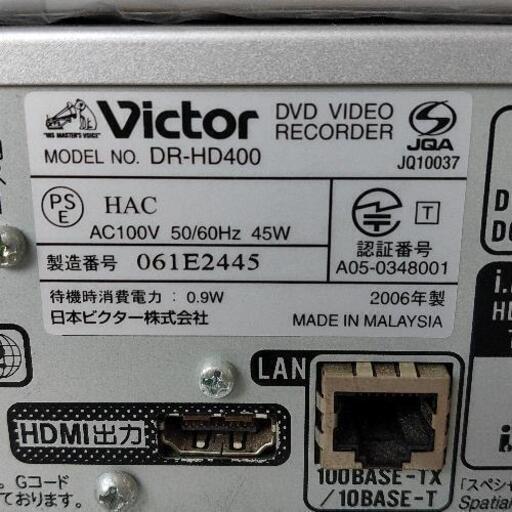 "HIS MASTER'S VOICE"
Victor
DVD VIDEO
RECORDER
JQA
JQ10037
MODEL NO. DR-HD400
PS
E
HAC
AC100V 50/60Hz 45W
T
認証番号
A05-0348001
製造番号 061E2445
待機時消費電力：0.9W
2006年製
日本ビクター株式会社
MADE IN MALAYSIA
LAN
HDMI出力
100BASE-TX
/10BASE-T
。Gコード
ております。
D
DO
i.
HD
T
i.
「スペシャ
Spatial